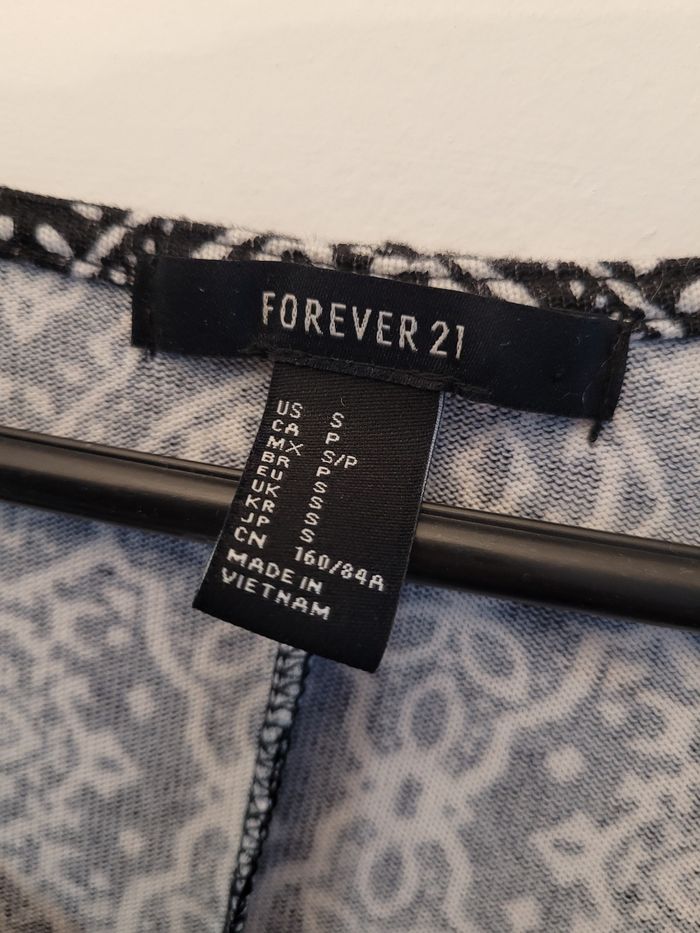 FOREVER 21
US S
CA P
MX S/P
BR P
EU S
UK S
KR S
JP S
CN 160/84A
MADE IN
VIETNAM